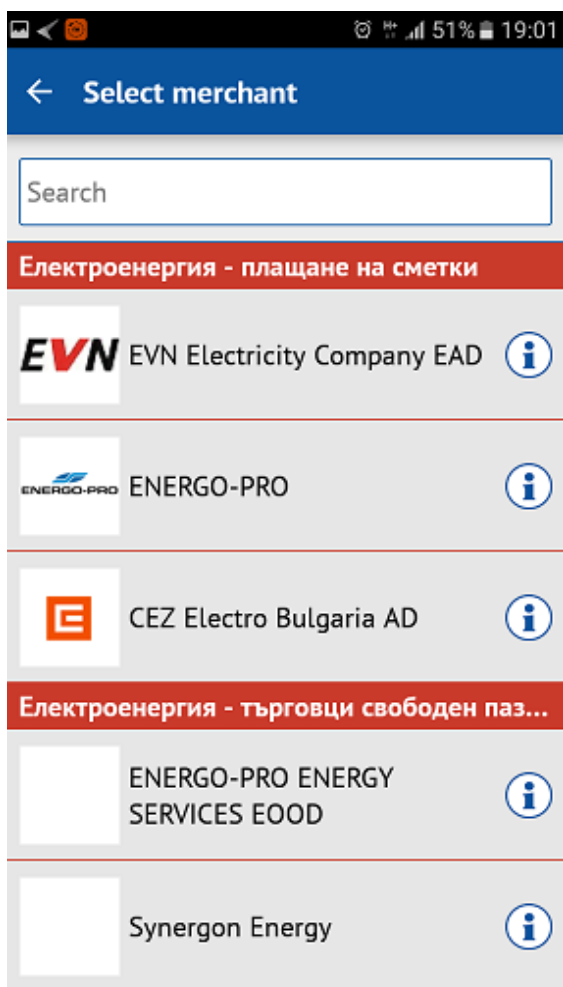 51% 19:01
Select merchant
Search
Електроенергия - плащане на сметки
EVN EVN Electricity Company EAD
ENERGO-PRO ENERGO-PRO
CEZ Electro Bulgaria AD
Електроенергия - търговци свободен паз...
ENERGO-PRO ENERGY
SERVICES EOOD
Synergon Energy